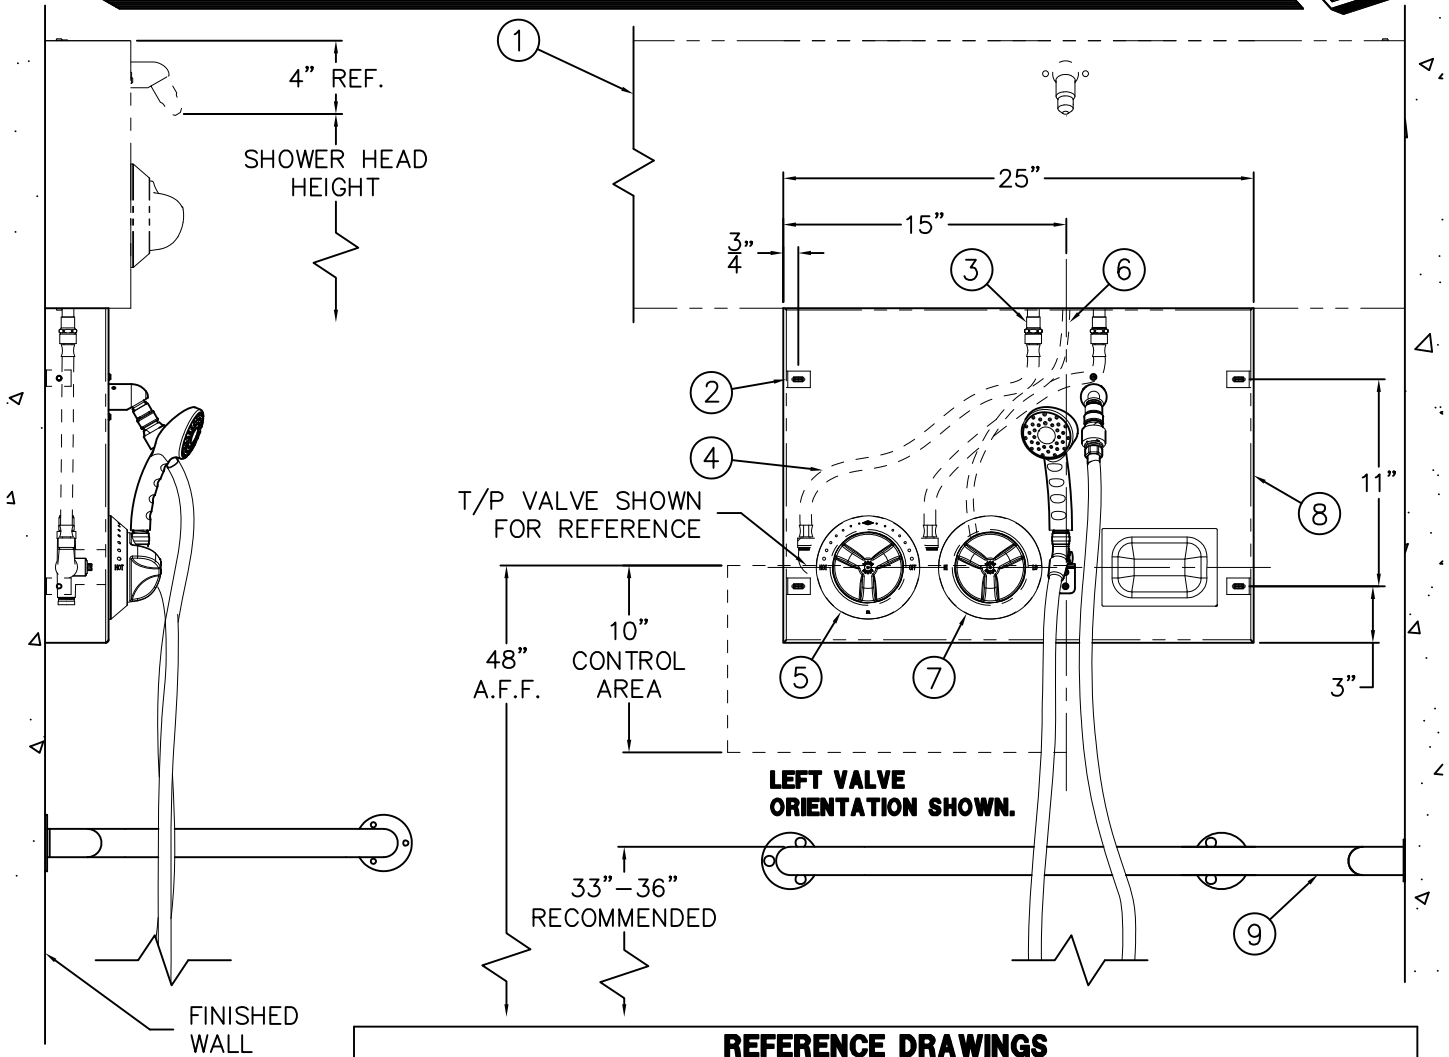 1
4” REF.
SHOWER HEAD
HEIGHT
25”
15”
3/4”
3
6
2
4
T/P VALVE SHOWN
FOR REFERENCE
11”
8
5
7
3”
10”
CONTROL
AREA
48”
A.F.F.
LEFT VALVE
ORIENTATION SHOWN.
33”–36”
RECOMMENDED
9
FINISHED
WALL
REFERENCE DRAWINGS
HOT